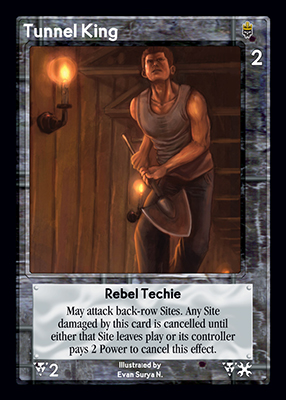 Tunnel King
2
Rebel Techie
May attack back-row Sites. Any Site
damaged by this card is cancelled until
either that Site leaves play or its controller
pays 2 Power to cancel this effect.
2
Illustrated by
Evan Surya N.